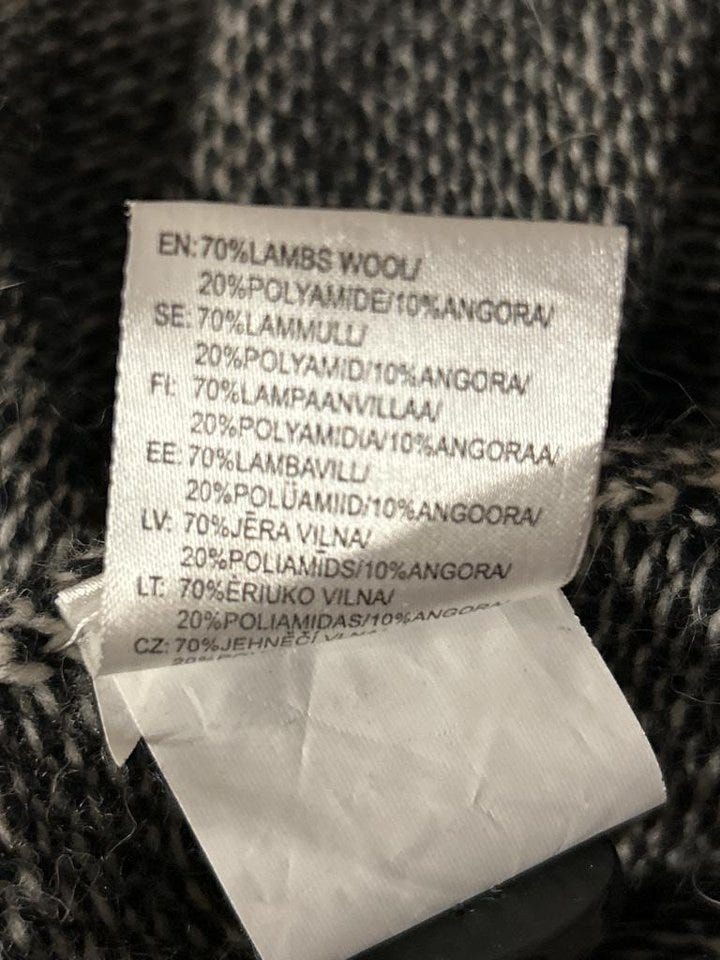 EN:70%LAMBS WOOL/
20%POLYAMIDE/10%ANGORA/
SE:70%LAMMULL/
20%POLYAMID/10%ANGORA/
FI: 70%LAMPAANVILLAA/
20%POLYAMIDIA/10%ANGORAA/
EE:70%LAMBAVILL/
20%POLÜAMIID/10%ANGOORA/
LV: 70%JĒRA VIĻNA/
20%POLIAMĪDS/10%ANGORA/
LT: 70%ĖRIUKO VILNA/
20%POLIAMIDAS/10%ANGORA
CZ:70%JEHNĚČÍ